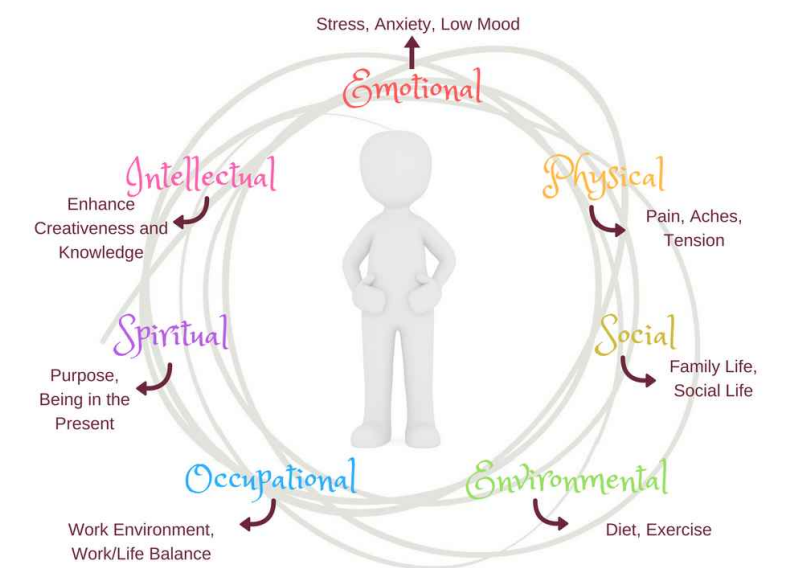 Stress, Anxiety, Low Mood
Emotional
Intellectual
Enhance
Creativeness and
Knowledge
Physical
Pain, Aches,
Tension
Spiritual
Purpose,
Being in the
Present
Social
Family Life,
Social Life
Occupational
Work Environment,
Work/Life Balance
Environmental
Diet, Exercise